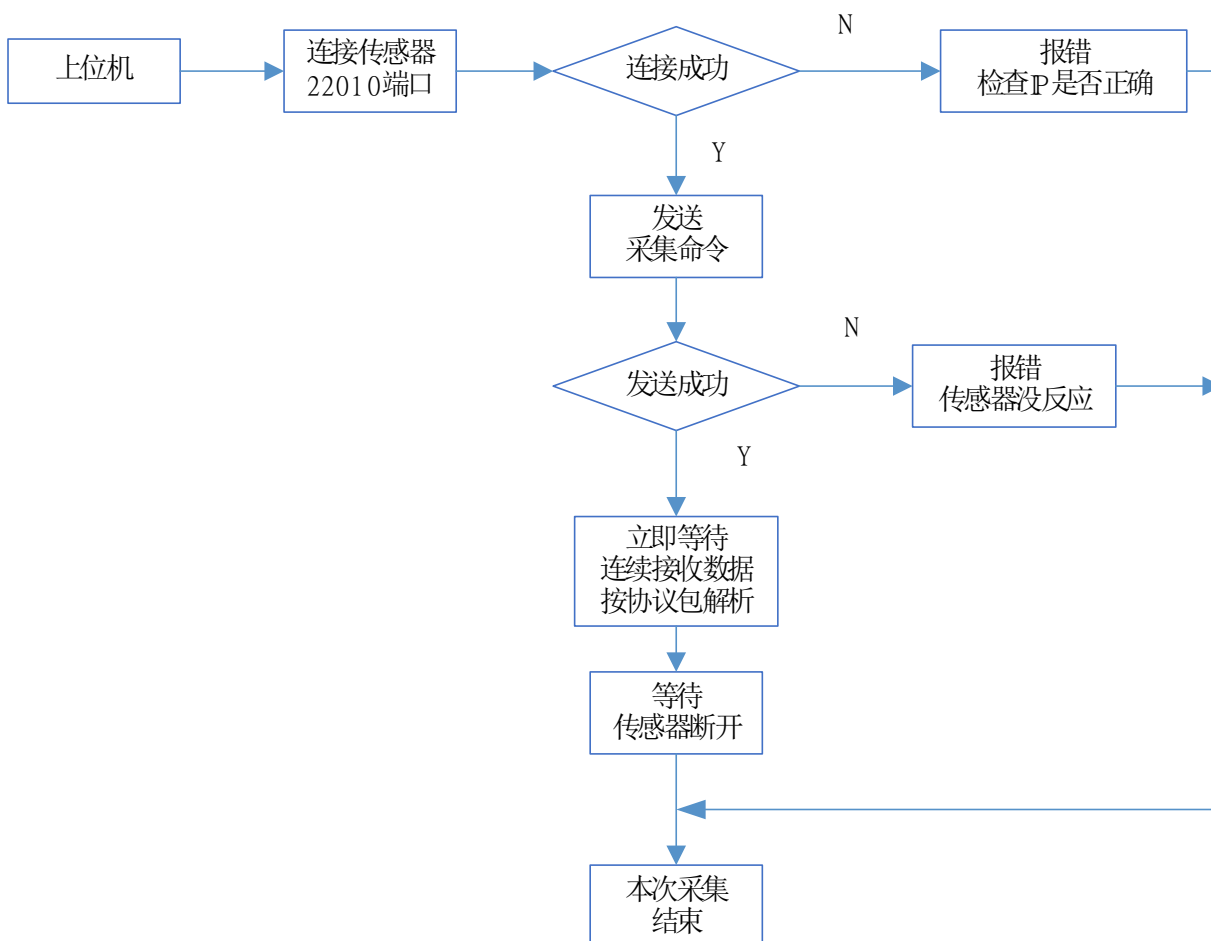 上位机
连接传感器
22010端口
连接成功
N
报错
检查IP是否正确
Y
发送
采集命令
发送成功
N
报错
传感器没反应
Y
立即等待
连续接收数据
按协议包解析
等待
传感器断开
本次采集
结束